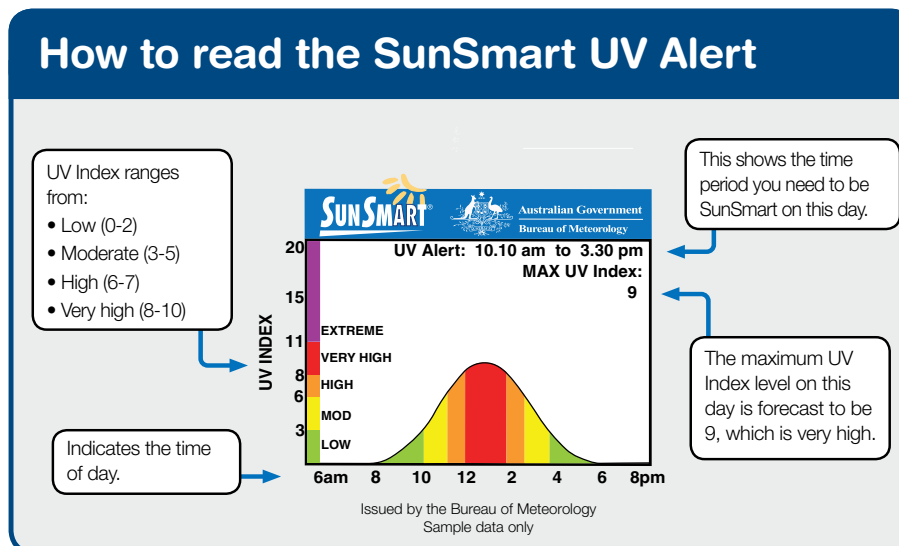 How to read the SunSmart UV Alert
UV Index ranges
from:
• Low (0-2)
• Moderate (3-5)
• High (6-7)
• Very high (8-10)
Indicates the time
of day.
SUNSMART
Australian Government
Bureau of Meteorology
UV Alert: 10.10 am to 3.30 pm
MAX UV Index:
9
UV INDEX
20
15
11
8
6
3
EXTREME
VERY HIGH
HIGH
MOD
LOW
6am 8 10 12 2 4 6 8pm
Issued by the Bureau of Meteorology
Sample data only
This shows the time
period you need to be
SunSmart on this day.
The maximum UV
Index level on this
day is forecast to be
9, which is very high.